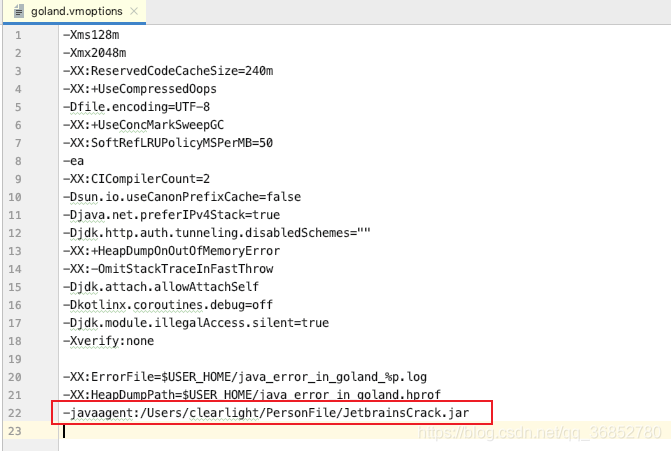 goland.vmoptions
1 -Xms128m
2 -Xmx2048m
3 -XX:ReservedCodeCacheSize=240m
4 -XX:+UseCompressedOops
5 -Dfile.encoding=UTF-8
6 -XX:+UseConcMarkSweepGC
7 -XX:SoftRefLRUPolicyMSPerMB=50
8 -ea
9 -XX:CICompilerCount=2
10 -Dsun.io.useCanonPrefixCache=false
11 -Djava.net.preferIPv4Stack=true
12 -Djdk.http.auth.tunneling.disabledSchemes=""
13 -XX:+HeapDumpOnOutOfMemoryError
14 -XX:-OmitStackTraceInFastThrow
15 -Djdk.attach.allowAttachSelf
16 -Dkotlinx.coroutines.debug=off
17 -Djdk.module.illegalAccess.silent=true
18 -Xverify:none
19
20 -XX:ErrorFile=$USER_HOME/java_error_in_goland_%p.log
21 -XX:HeapDumpPath=$USER_HOME/java_error_in_goland.hprof
22 -javaagent:/Users/clearlight/PersonFile/JetbrainsCrack.jar
23
https://blog.csdn.net/qq_36852780